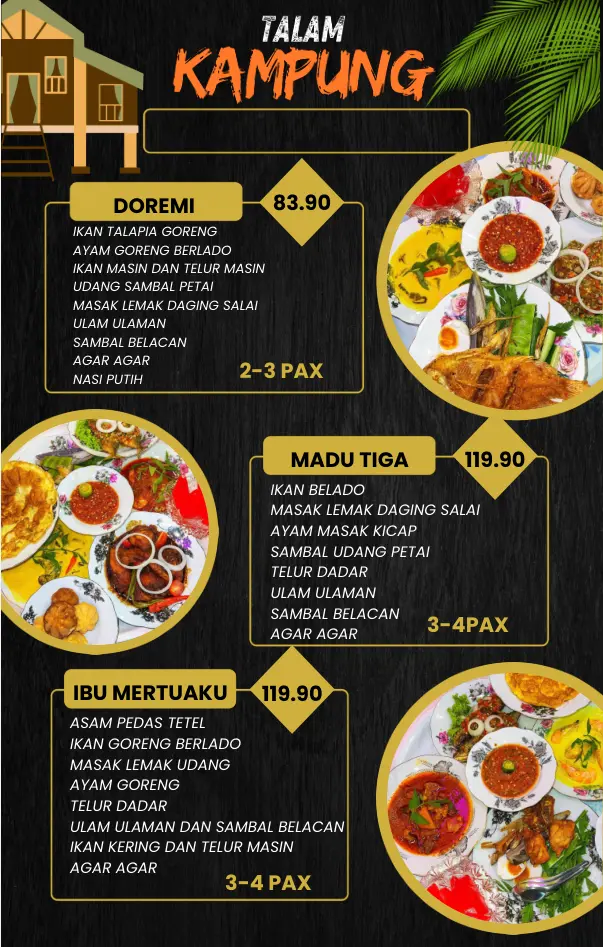 TALAM
KAMPUNG
DOREMI
83.90
IKAN TALAPIA GORENG
AYAM GORENG BERLADO
IKAN MASIN DAN TELUR MASIN
UDANG SAMBAL PETAI
MASAK LEMAK DAGING SALAI
ULAM ULAMAN
SAMBAL BELACAN
AGAR AGAR
NASI PUTIH
2-3 PAX
MADU TIGA
119.90
IKAN BELADO
MASAK LEMAK DAGING SALAI
AYAM MASAK KICAP
SAMBAL UDANG PETAI
TELUR DADAR
ULAM ULAMAN
SAMBAL BELACAN
AGAR AGAR
3-4PAX
IBU MERTUAKU
119.90
ASAM PEDAS TETEL
IKAN GORENG BERLADO
MASAK LEMAK UDANG
AYAM GORENG
TELUR DADAR
ULAM ULAMAN DAN SAMBAL BELACAN
IKAN KERING DAN TELUR MASIN
AGAR AGAR
3-4 PAX